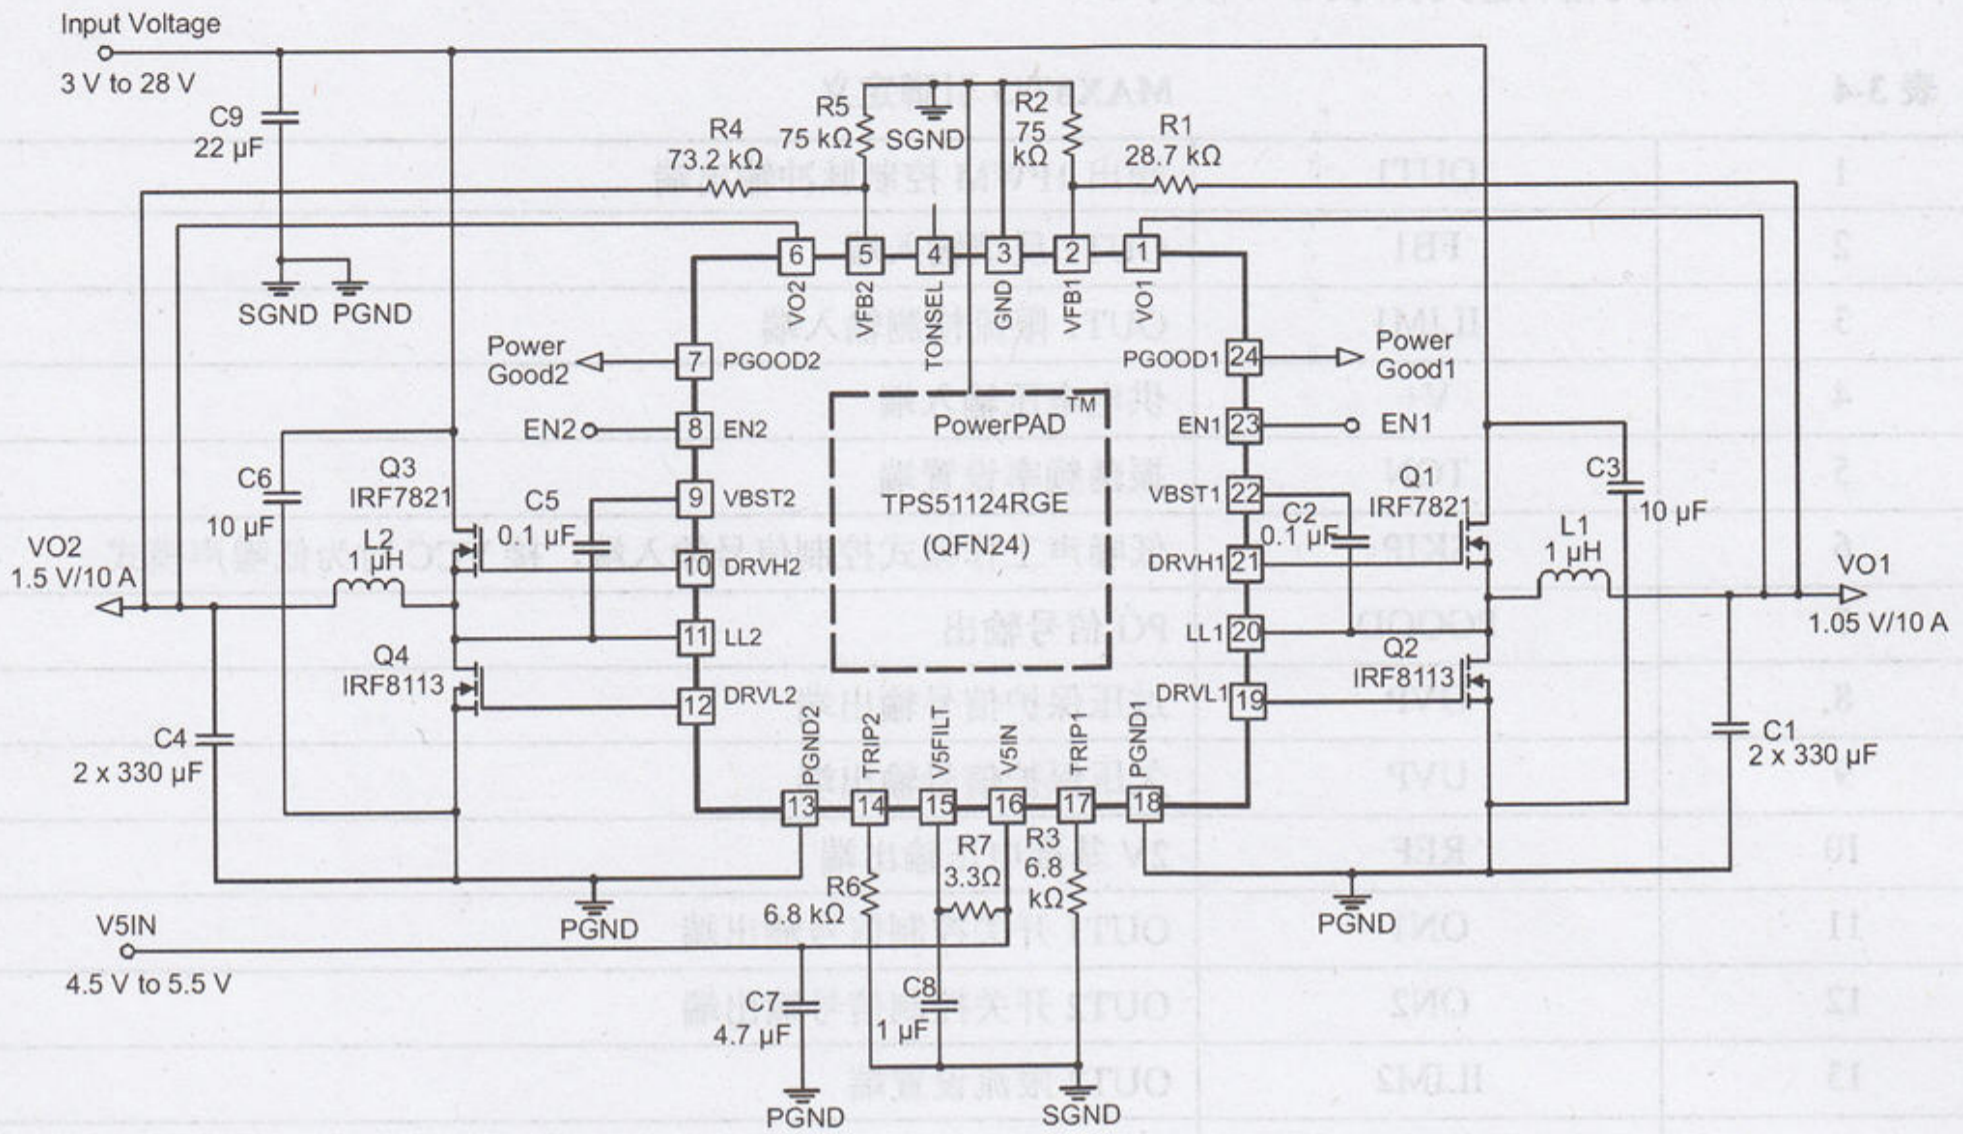 Input Voltage
3 V to 28 V
C9
22 µF
SGND PGND
R4
73.2 kΩ
R5
75 kΩ
SGND
R2
75
kΩ
R1
28.7 kΩ
6
5
4
3
2
1
VO2
VFB2
TONSEL
GND
VFB1
VO1
Power
Good2
7
PGOOD2
PGOOD1
24
Power
Good1
EN2
8
EN2
EN1
23
EN1
PowerPAD™
TPS51124RGE
(QFN24)
C6
10 µF
Q3
IRF7821
C5
0.1 µF
9
VBST2
VBST1
22
C2
0.1 µF
Q1
IRF7821
C3
10 µF
VO2
1.5 V/10 A
L2
µH
10
DRVH2
DRVH1
21
L1
1 µH
VO1
1.05 V/10 A
11
LL2
LL1
20
Q4
IRF8113
12
DRVL2
DRVL1
19
Q2
IRF8113
C4
2 x 330 µF
C1
2 x 330 µF
PGND2
TRIP2
V5FILT
V5IN
TRIP1
PGND1
13
14
15
16
17
18
R6
6.8 kΩ
R7
3.3Ω
R3
6.8
kΩ
PGND
PGND
V5IN
4.5 V to 5.5 V
C7
4.7 µF
C8
1 µF
PGND
SGND